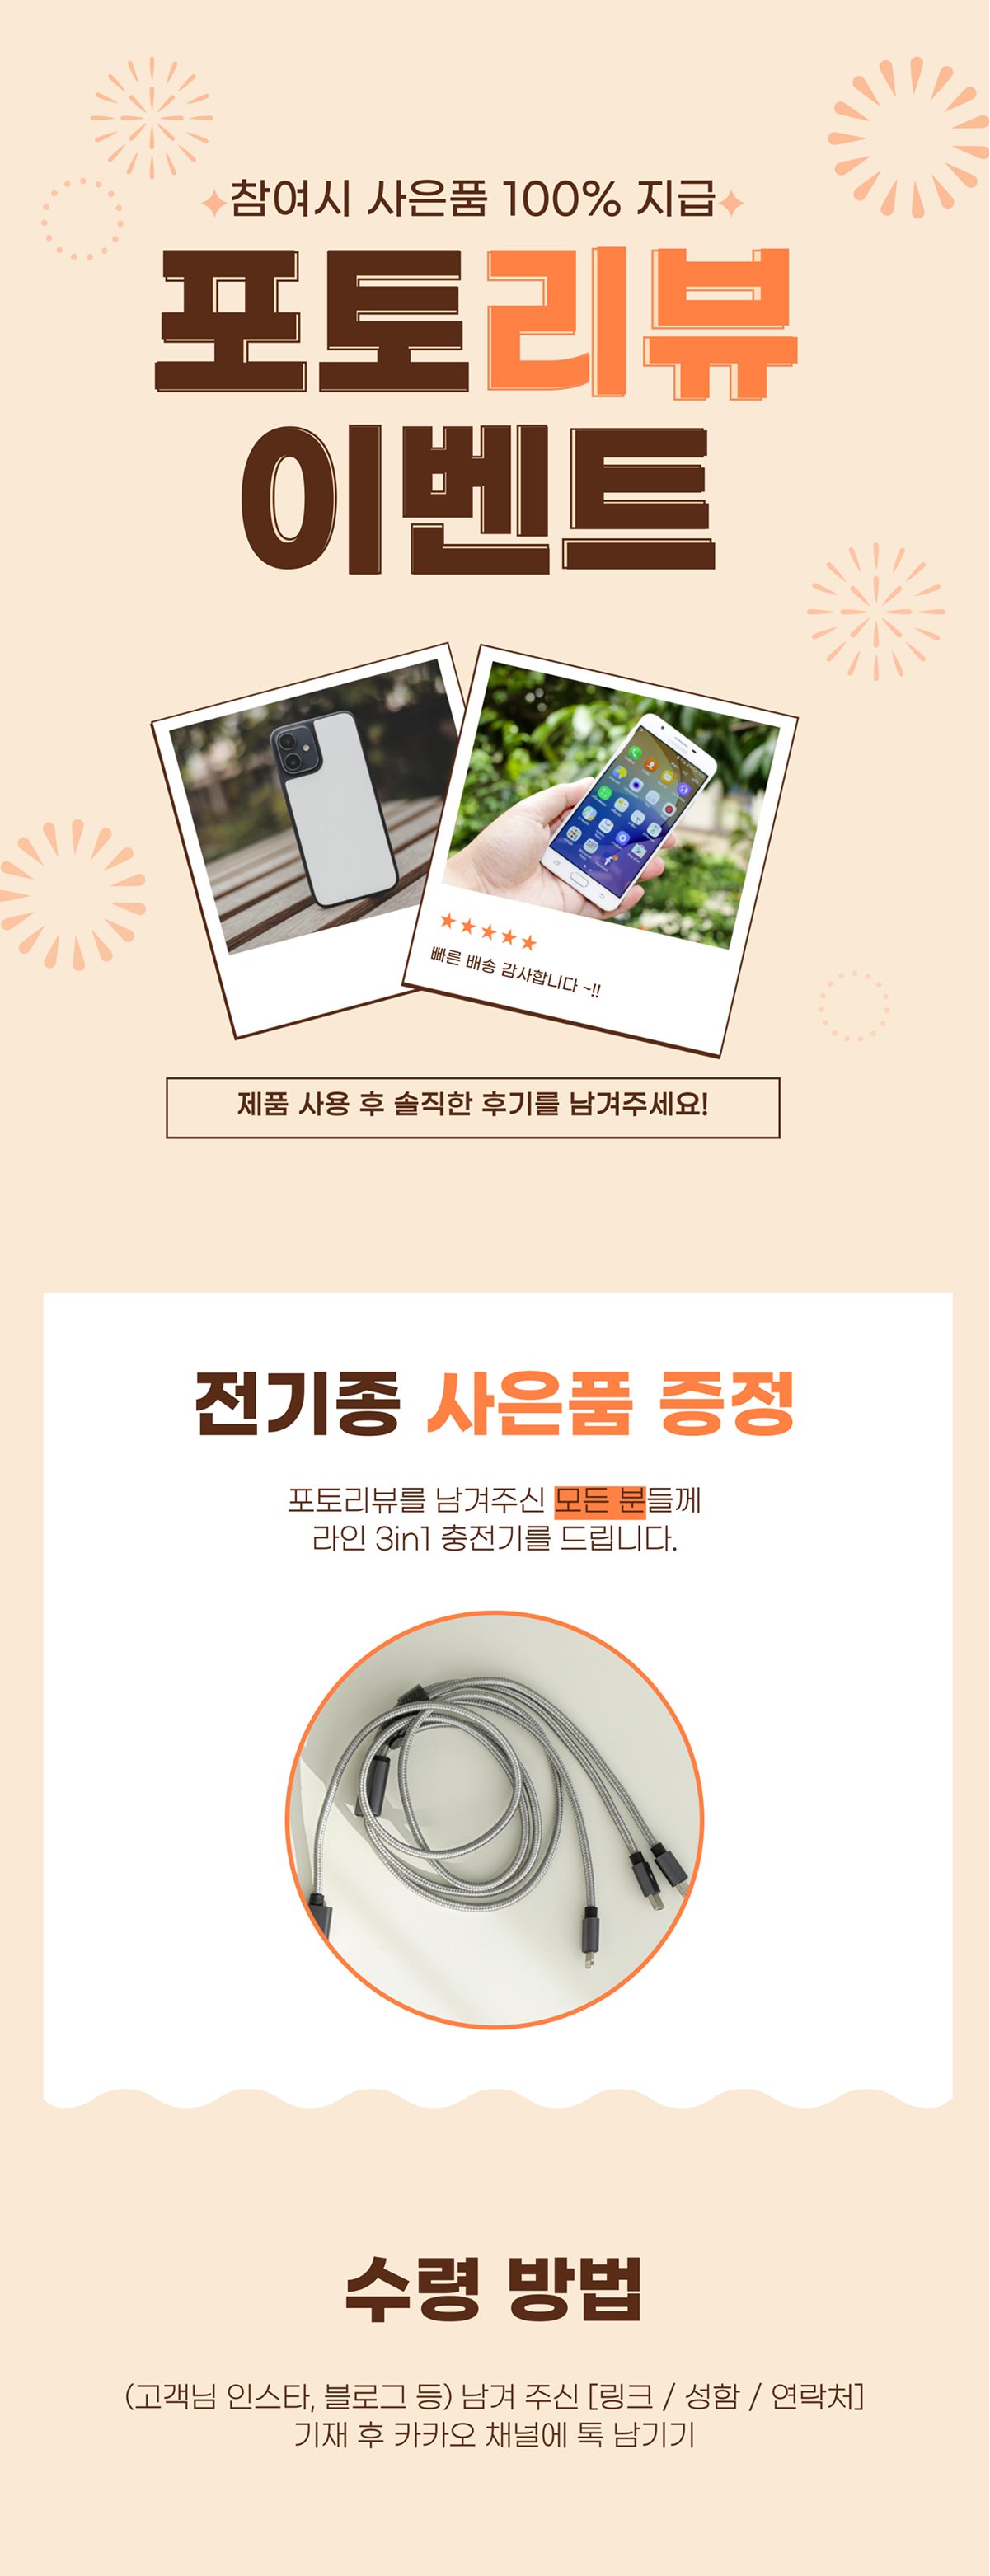 참여시 사은품 100% 지급
포토리뷰
이벤트
★★★★★
빠른 배송 감사합니다 ~!!
제품 사용 후 솔직한 후기를 남겨주세요!
전기종 사은품 증정
포토리뷰를 남겨주신 모든 분들께
라인 3in1 충전기를 드립니다.
수령 방법
(고객님 인스타, 블로그 등) 남겨 주신 [링크 / 성함 / 연락처]
기재 후 카카오 채널에 톡 남기기